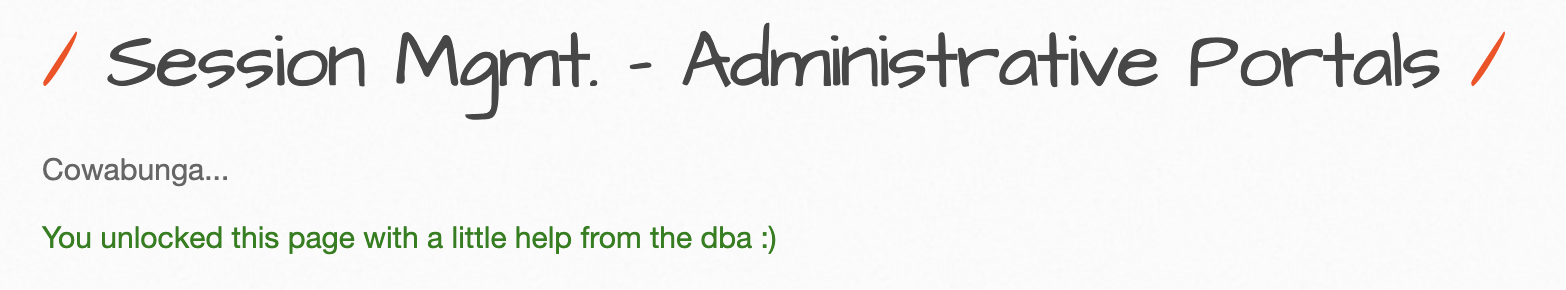 / Session Mgmt. - Administrative Portals /
Cowabunga...
You unlocked this page with a little help from the dba :)